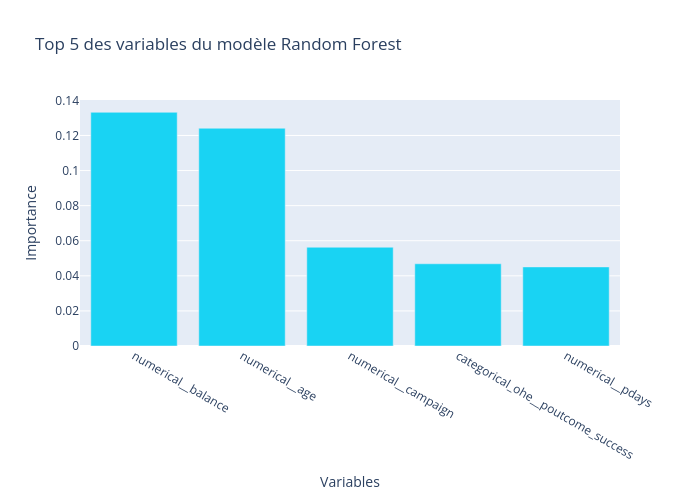 Top 5 des variables du modèle Random Forest
0.14
0.12
0.1
0.08
0.06
0.04
0.02
0
Importance
numerical__balance
numerical__age
numerical__campaign
categorical_ohe__poutcome_success
numerical__pdays
Variables